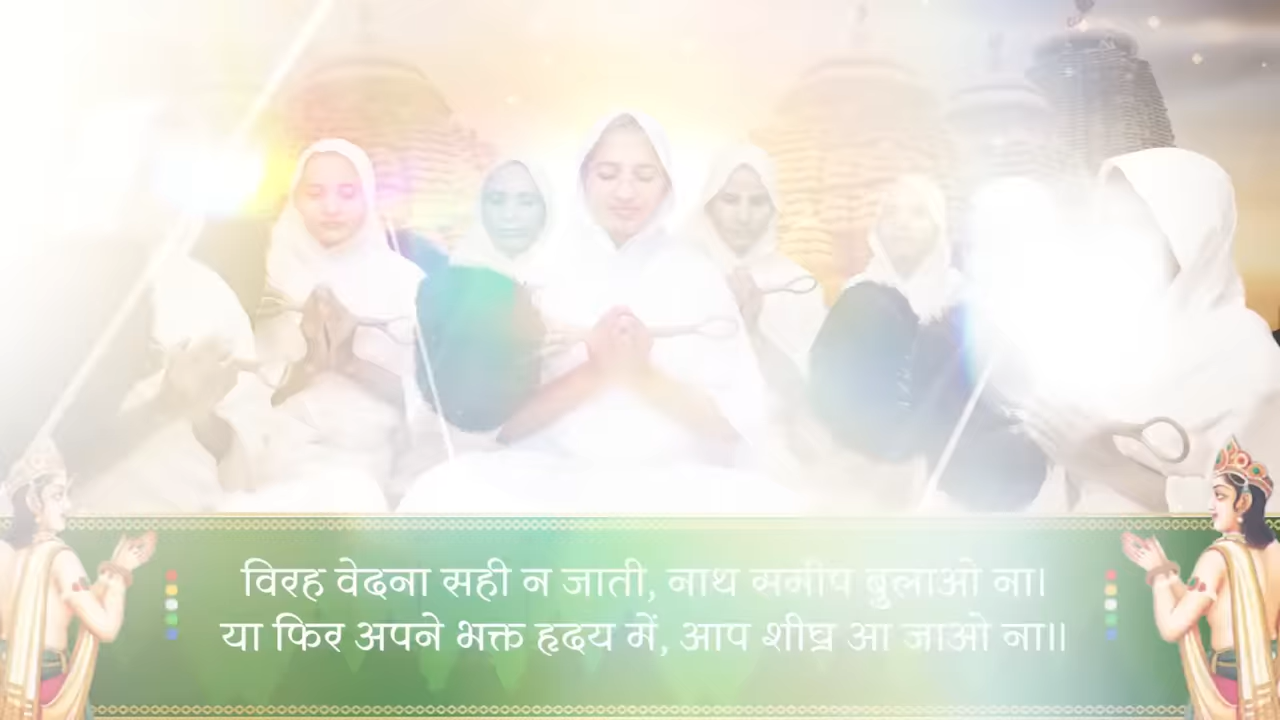 विरह वेदना सही न जाती, नाथ समीप बुलाओ ना।
या फिर अपने भक्त हृदय में, आप शीघ्र आ जाओ ना॥